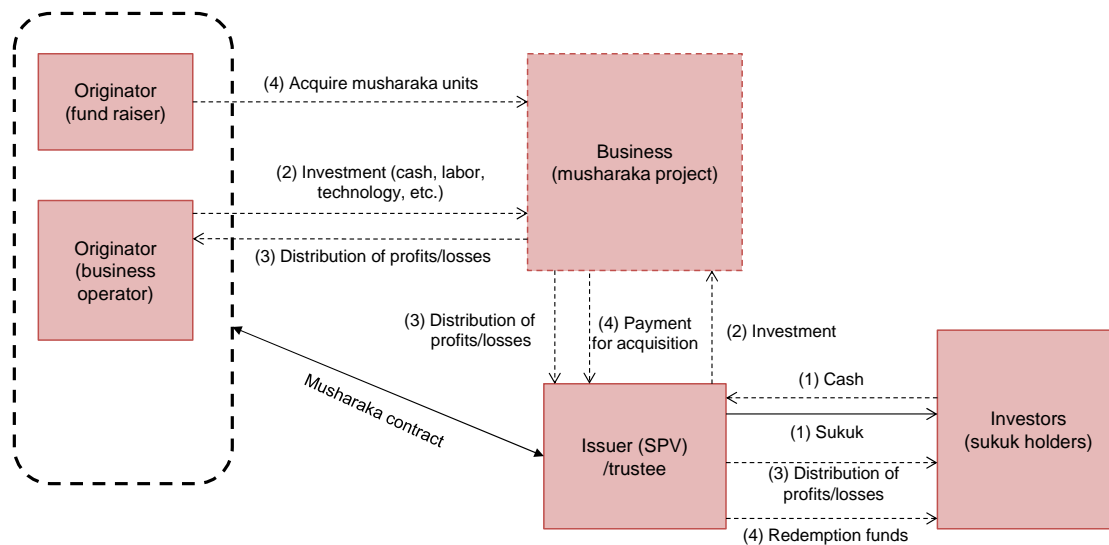 Originator
(fund raiser)
(4) Acquire musharaka units
Business
(musharaka project)
(2) Investment (cash, labor,
technology, etc.)
Originator
(business
operator)
(3) Distribution of profits/losses
(3) Distribution of
profits/losses
(4) Payment
for acquisition
(2) Investment
Musharaka contract
(1) Cash
Issuer (SPV)
/trustee
(1) Sukuk
Investors
(sukuk holders)
(3) Distribution of
profits/losses
(4) Redemption funds